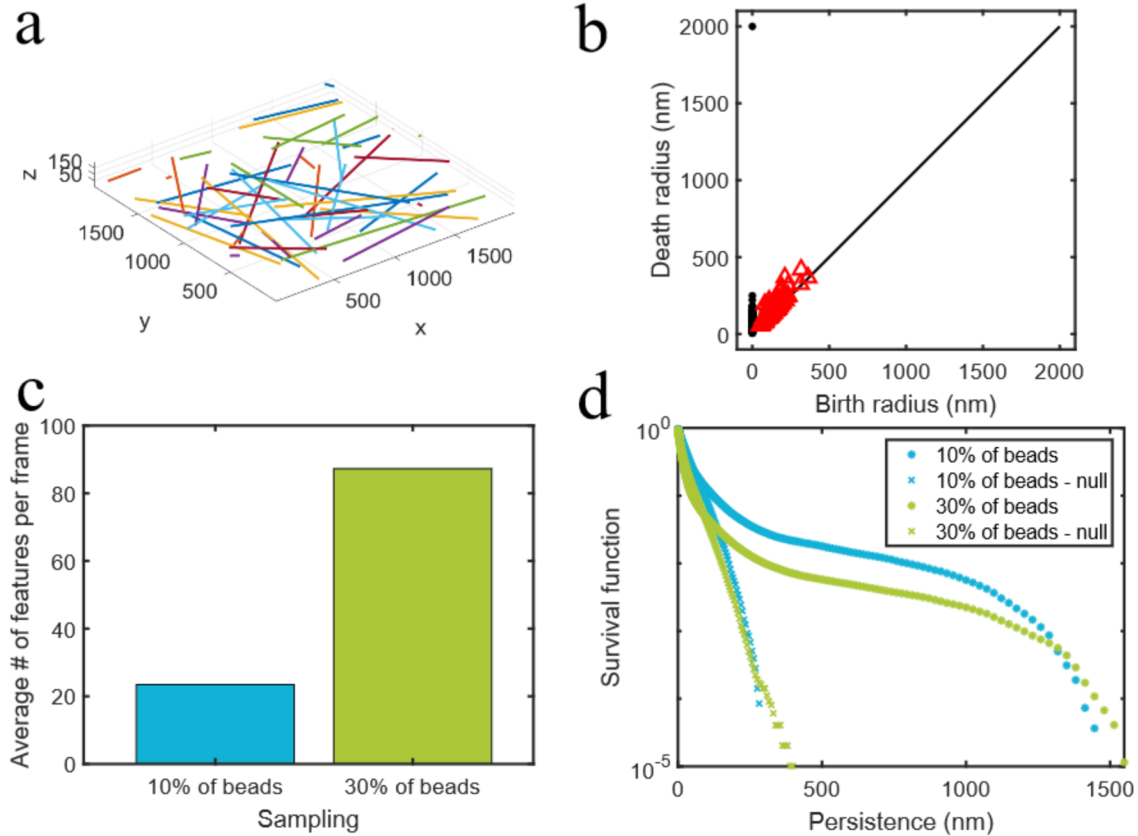 a
z
150
50
1500
1000
500
y
500
1000
1500
x
b
Death radius (nm)
2000
1500
1000
500
0
0 500 1000 1500 2000
Birth radius (nm)
c
Average # of features per frame
100
80
60
40
20
0
10% of beads 30% of beads
Sampling
d
Survival function
10^0
10^-5
10% of beads
10% of beads - null
30% of beads
30% of beads - null
0 500 1000 1500
Persistence (nm)